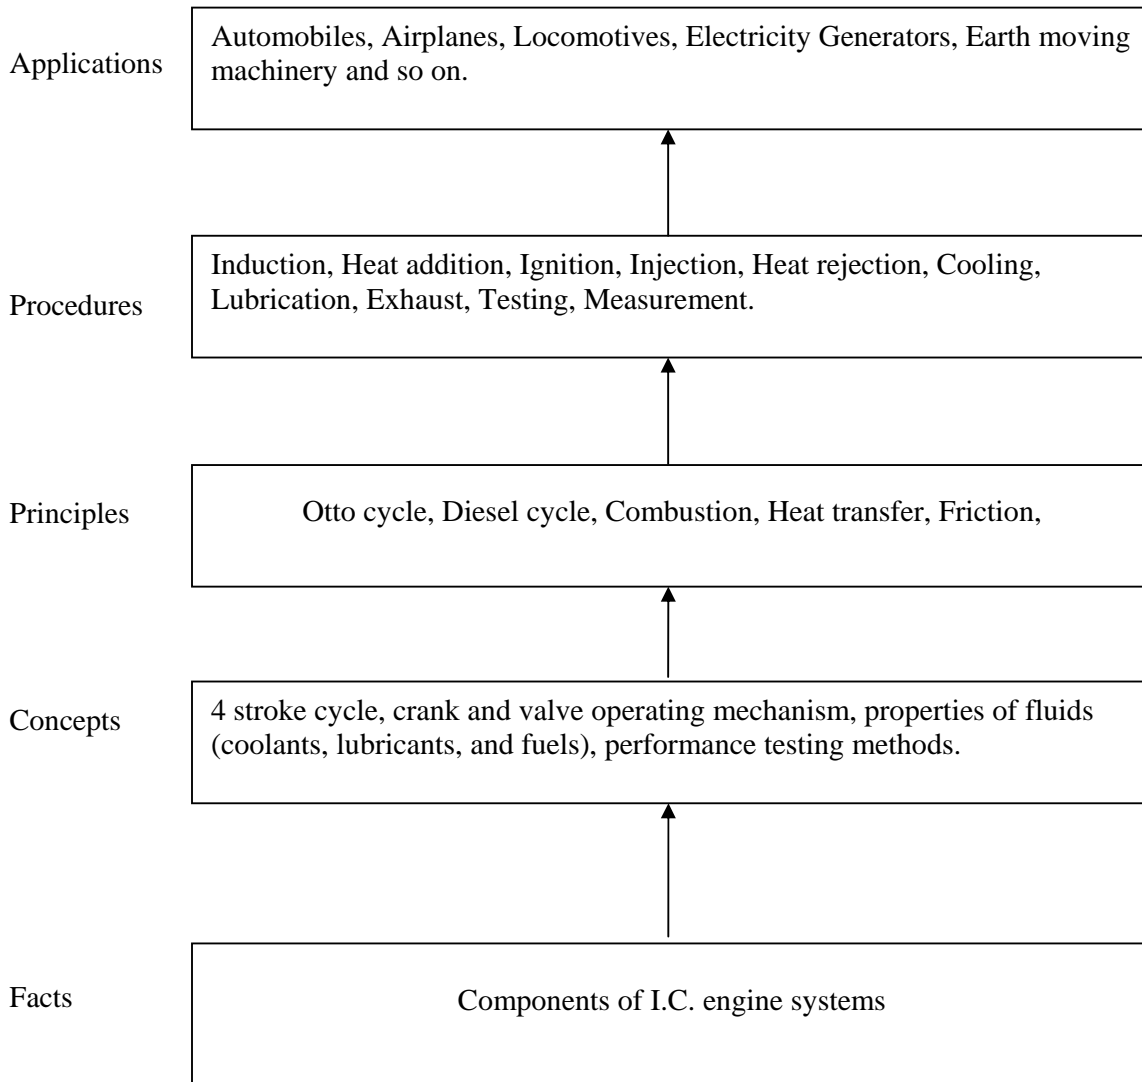 Applications
Automobiles, Airplanes, Locomotives, Electricity Generators, Earth moving
machinery and so on.
Procedures
Induction, Heat addition, Ignition, Injection, Heat rejection, Cooling,
Lubrication, Exhaust, Testing, Measurement.
Principles
Otto cycle, Diesel cycle, Combustion, Heat transfer, Friction,
Concepts
4 stroke cycle, crank and valve operating mechanism, properties of fluids
(coolants, lubricants, and fuels), performance testing methods.
Facts
Components of I.C. engine systems